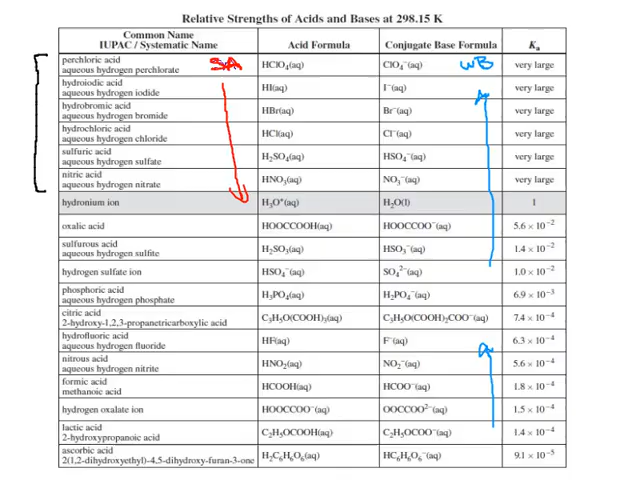 Relative Strengths of Acids and Bases at 298.15 K
Common Name
IUPAC / Systematic Name Acid Formula Conjugate Base Formula Kₐ
perchloric acid
aqueous hydrogen perchlorate SA HClO₄(aq) ClO₄⁻(aq) WB very large
hydroiodic acid
aqueous hydrogen iodide HI(aq) I⁻(aq) very large
hydrobromic acid
aqueous hydrogen bromide HBr(aq) Br⁻(aq) very large
hydrochloric acid
aqueous hydrogen chloride HCl(aq) Cl⁻(aq) very large
sulfuric acid
aqueous hydrogen sulfate H₂SO₄(aq) HSO₄⁻(aq) very large
nitric acid
aqueous hydrogen nitrate HNO₃(aq) NO₃⁻(aq) very large
hydronium ion H₃O⁺(aq) H₂O(l) 1
oxalic acid HOOCCOOH(aq) HOOCCOO⁻(aq) 5.6 × 10⁻²
sulfurous acid
aqueous hydrogen sulfite H₂SO₃(aq) HSO₃⁻(aq) 1.4 × 10⁻²
hydrogen sulfate ion HSO₄⁻(aq) SO₄²⁻(aq) 1.0 × 10⁻²
phosphoric acid
aqueous hydrogen phosphate H₃PO₄(aq) H₂PO₄⁻(aq) 6.9 × 10⁻³
citric acid
2-hydroxy-1,2,3-propanetricarboxylic acid C₃H₅O(COOH)₃(aq) C₃H₅O(COOH)₂COO⁻(aq) 7.4 × 10⁻⁴
hydrofluoric acid
aqueous hydrogen fluoride HF(aq) F⁻(aq) 6.3 × 10⁻⁴
nitrous acid
aqueous hydrogen nitrite HNO₂(aq) NO₂⁻(aq) 5.6 × 10⁻⁴
formic acid
methanoic acid HCOOH(aq) HCOO⁻(aq) 1.8 × 10⁻⁴
hydrogen oxalate ion HOOCCOO⁻(aq) OOCCOO²⁻(aq) 1.5 × 10⁻⁴
lactic acid
2-hydroxypropanoic acid C₂H₅OCOOH(aq) C₂H₅OCOO⁻(aq) 1.4 × 10⁻⁴
ascorbic acid
2(1,2-dihydroxyethyl)-4,5-dihydroxy-furan-3-one H₂C₆H₆O₆(aq) HC₆H₆O₆⁻(aq) 9.1 × 10⁻⁵